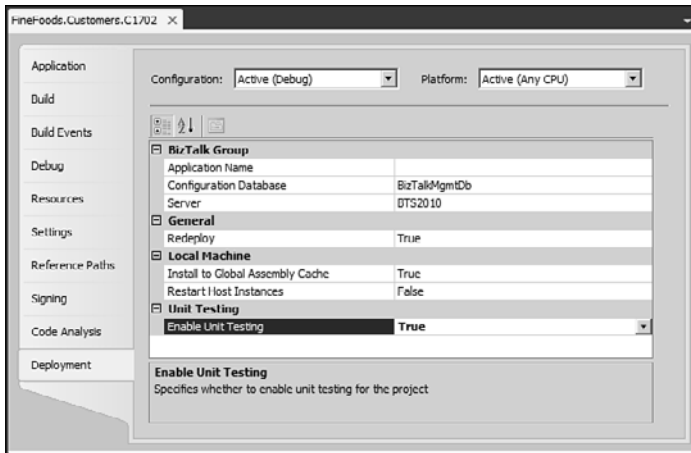 FineFoods.Customers.C1702 ×
Application
Build
Build Events
Debug
Resources
Settings
Reference Paths
Signing
Code Analysis
Deployment
Configuration: Active (Debug) Platform: Active (Any CPU)
BizTalk Group
Application Name
Configuration Database BizTalkMgmtDb
Server BTS2010
General
Redeploy True
Local Machine
Install to Global Assembly Cache True
Restart Host Instances False
Unit Testing
Enable Unit Testing True
Enable Unit Testing
Specifies whether to enable unit testing for the project